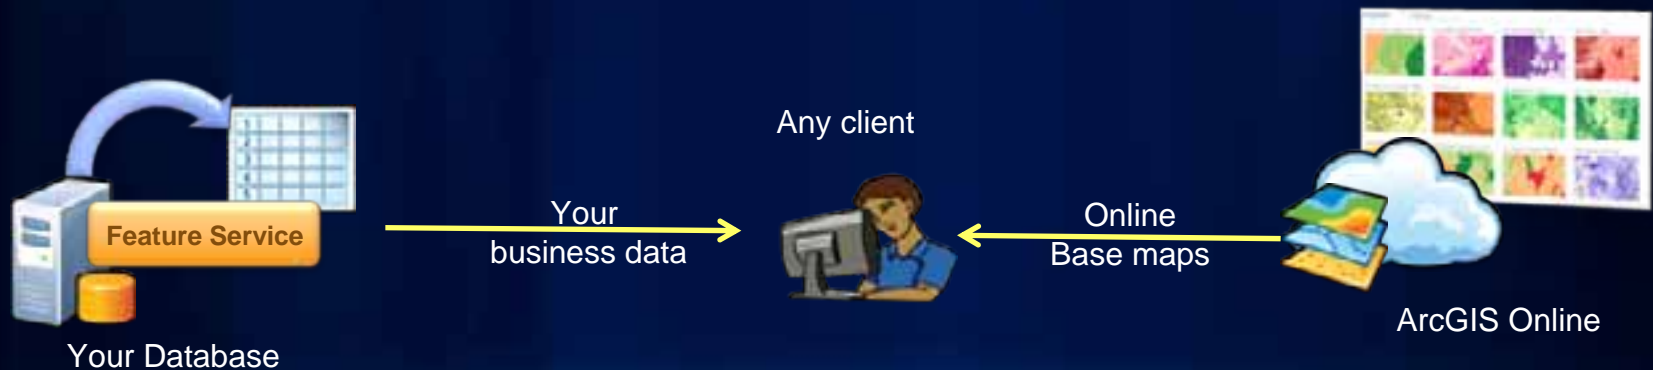 Feature Service
Your Database
Your
business data
Any client
Online
Base maps
ArcGIS Online